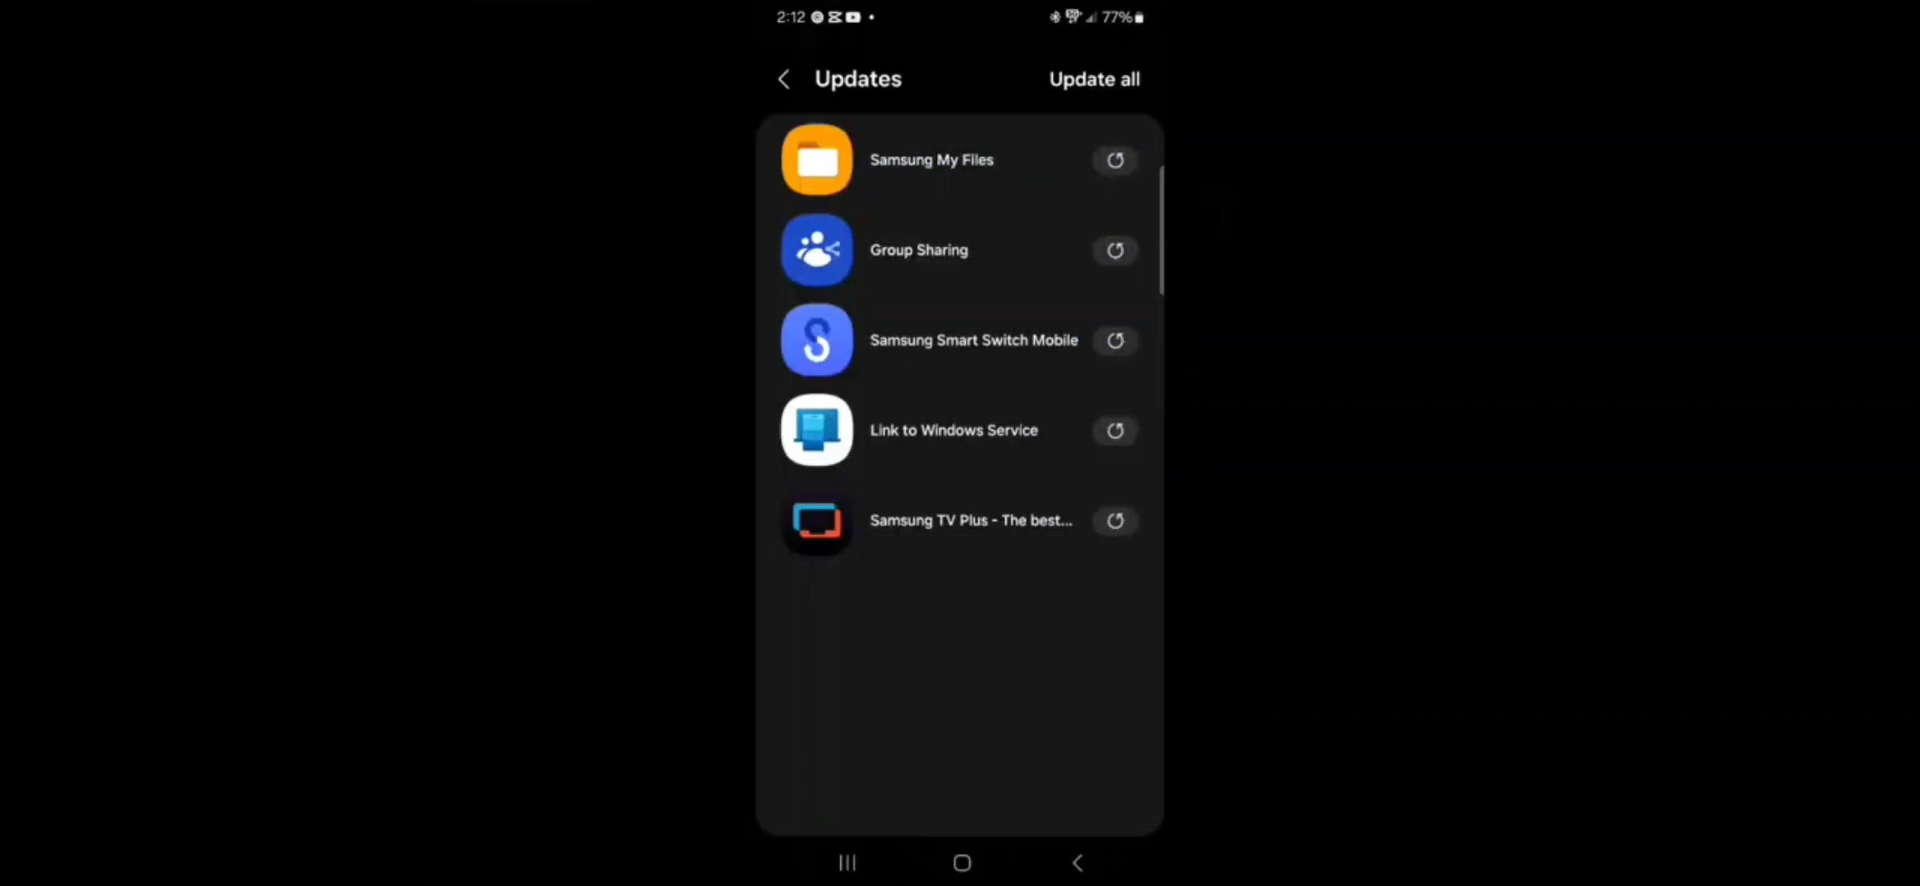 2:12 77%
Updates Update all
Samsung My Files
Group Sharing
Samsung Smart Switch Mobile
Link to Windows Service
Samsung TV Plus - The best...